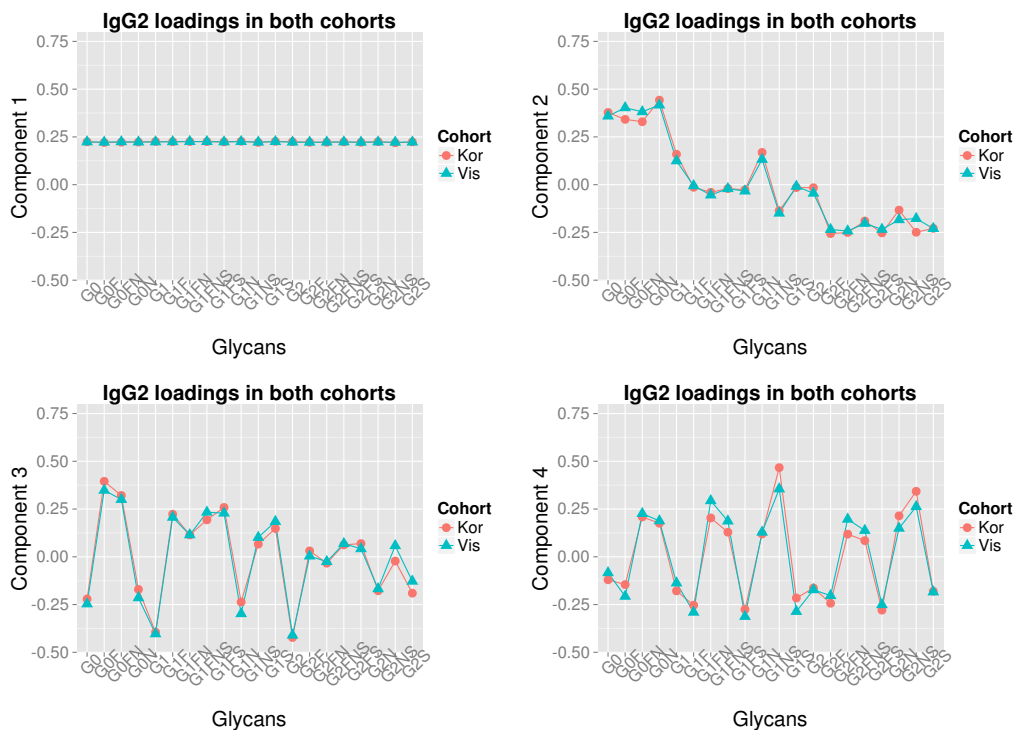 IgG2 loadings in both cohorts
0.75
0.50
0.25
0.00
-0.25
-0.50
Component 1
G0 G0F G0FN G0N G1 G1F G1FN G1FNS G1FS G1N G1NS G1S G2 G2F G2FN G2FNS G2FS G2N G2NS G2S
Glycans
Cohort
Kor
Vis
IgG2 loadings in both cohorts
0.75
0.50
0.25
0.00
-0.25
-0.50
Component 2
G0 G0F G0FN G0N G1 G1F G1FN G1FNS G1FS G1N G1NS G1S G2 G2F G2FN G2FNS G2FS G2N G2NS G2S
Glycans
Cohort
Kor
Vis
IgG2 loadings in both cohorts
0.75
0.50
0.25
0.00
-0.25
-0.50
Component 3
G0 G0F G0FN G0N G1 G1F G1FN G1FNS G1FS G1N G1NS G1S G2 G2F G2FN G2FNS G2FS G2N G2NS G2S
Glycans
Cohort
Kor
Vis
IgG2 loadings in both cohorts
0.75
0.50
0.25
0.00
-0.25
-0.50
Component 4
G0 G0F G0FN G0N G1 G1F G1FN G1FNS G1FS G1N G1NS G1S G2 G2F G2FN G2FNS G2FS G2N G2NS G2S
Glycans
Cohort
Kor
Vis